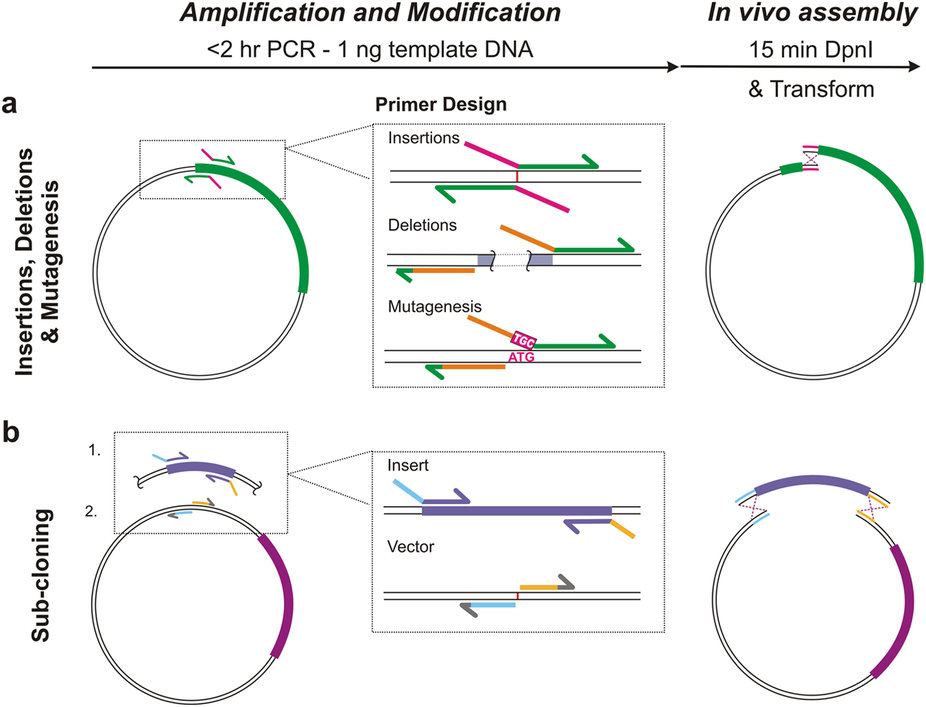 Amplification and Modification
In vivo assembly
<2 hr PCR - 1 ng template DNA
15 min DpnI
& Transform
a
Primer Design
Insertions, Deletions
& Mutagenesis
Insertions
Deletions
Mutagenesis
TGC
ATG
b
Sub-cloning
1.
2.
Insert
Vector